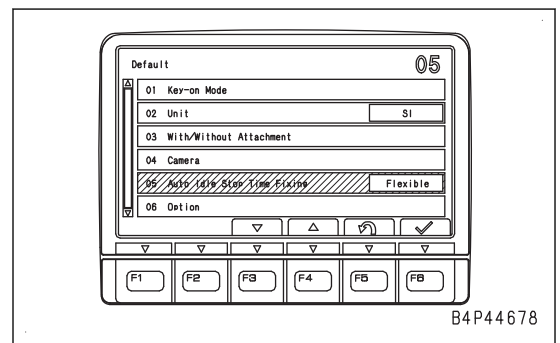 Default 05
01 Key-on Mode
02 Unit SI
03 With/Without Attachment
04 Camera
05 Auto Idle Stop Time Fixing Flexible
06 Option
F1 F2 F3 F4 F5 F6
B4P44678